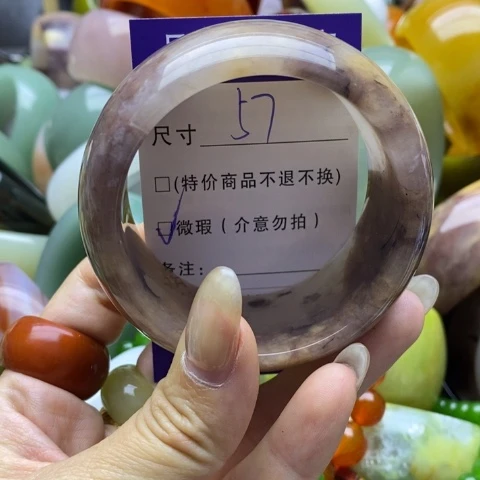 尺寸 57
□(特价商品不退不换)
☑微瑕(介意勿拍)
备注: